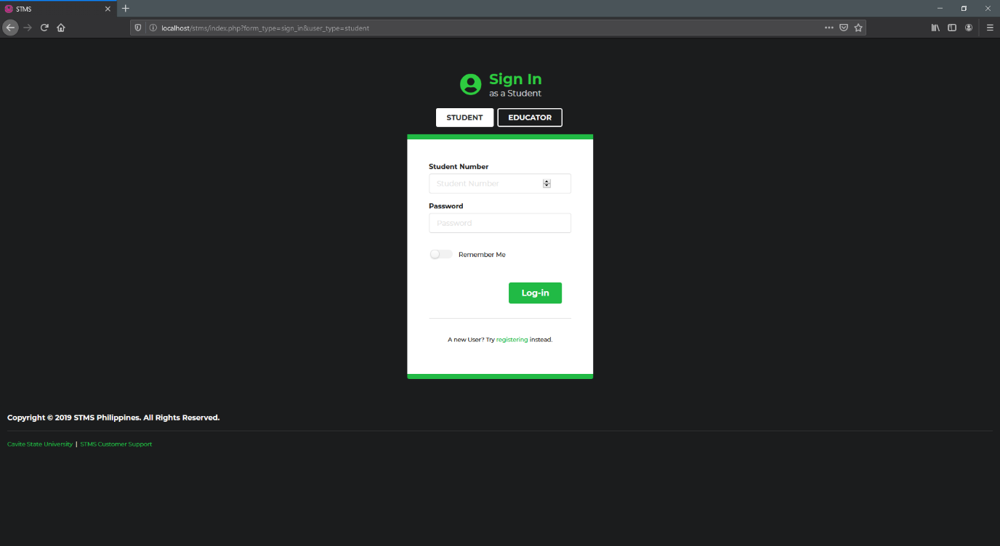 STMS
localhost/stms/index.php?form_type=sign_in&user_type=student
Sign In
as a Student
STUDENT EDUCATOR
Student Number
Student Number
Password
Password
Remember Me
Log-in
A new User? Try registering instead.
Copyright © 2019 STMS Philippines. All Rights Reserved.
Cavite State University | STMS Customer Support